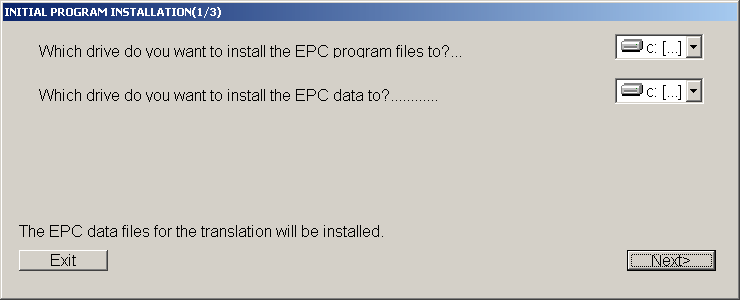 INITIAL PROGRAM INSTALLATION(1/3)
Which drive do you want to install the EPC program files to?... c: [...]
Which drive do you want to install the EPC data to?............ c: [...]
The EPC data files for the translation will be installed.
Exit Next>